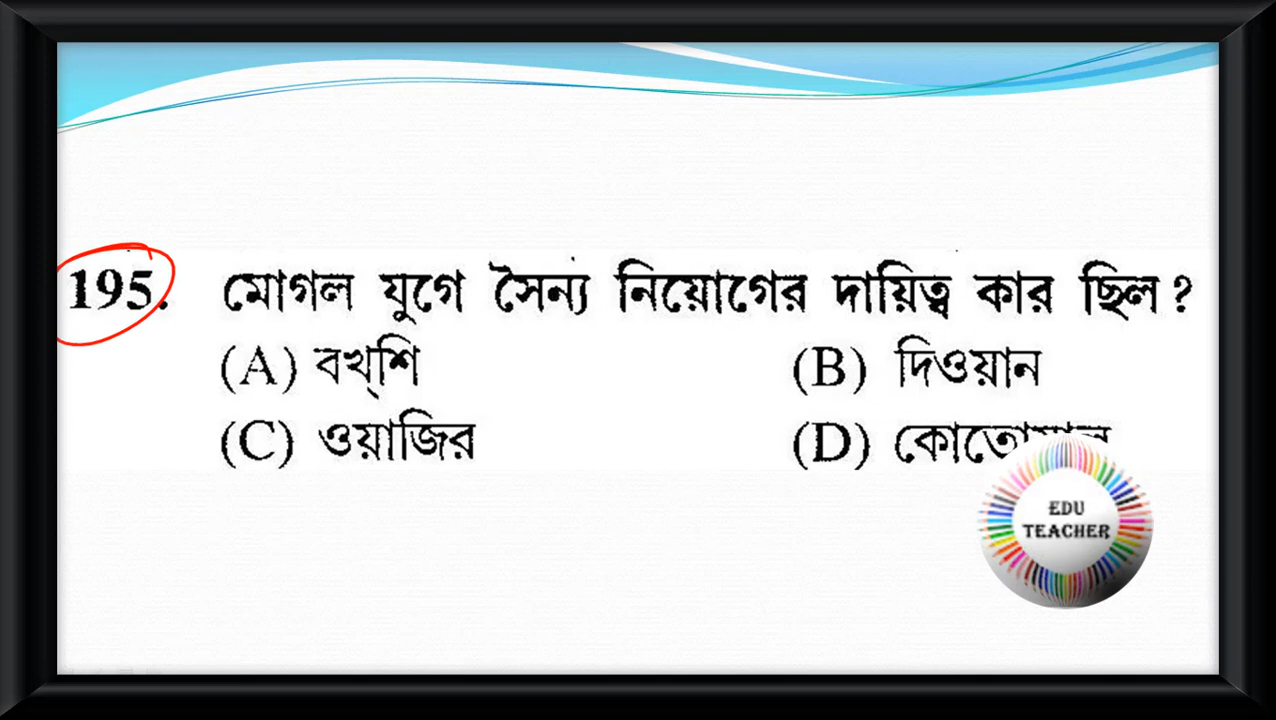 195. মোগল যুগে সৈন্য নিয়োগের দায়িত্ব কার ছিল?
(A) বখ্‌শি (B) দিওয়ান
(C) ওয়াজির (D)
EDU
TEACHER